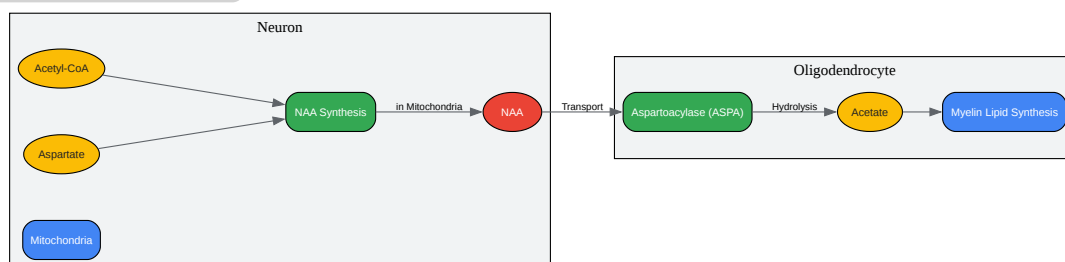 Neuron
Oligodendrocyte
Acetyl-CoA
Aspartate
Mitochondria
NAA Synthesis
in Mitochondria
NAA
Transport
Aspartoacylase (ASPA)
Hydrolysis
Acetate
Myelin Lipid Synthesis